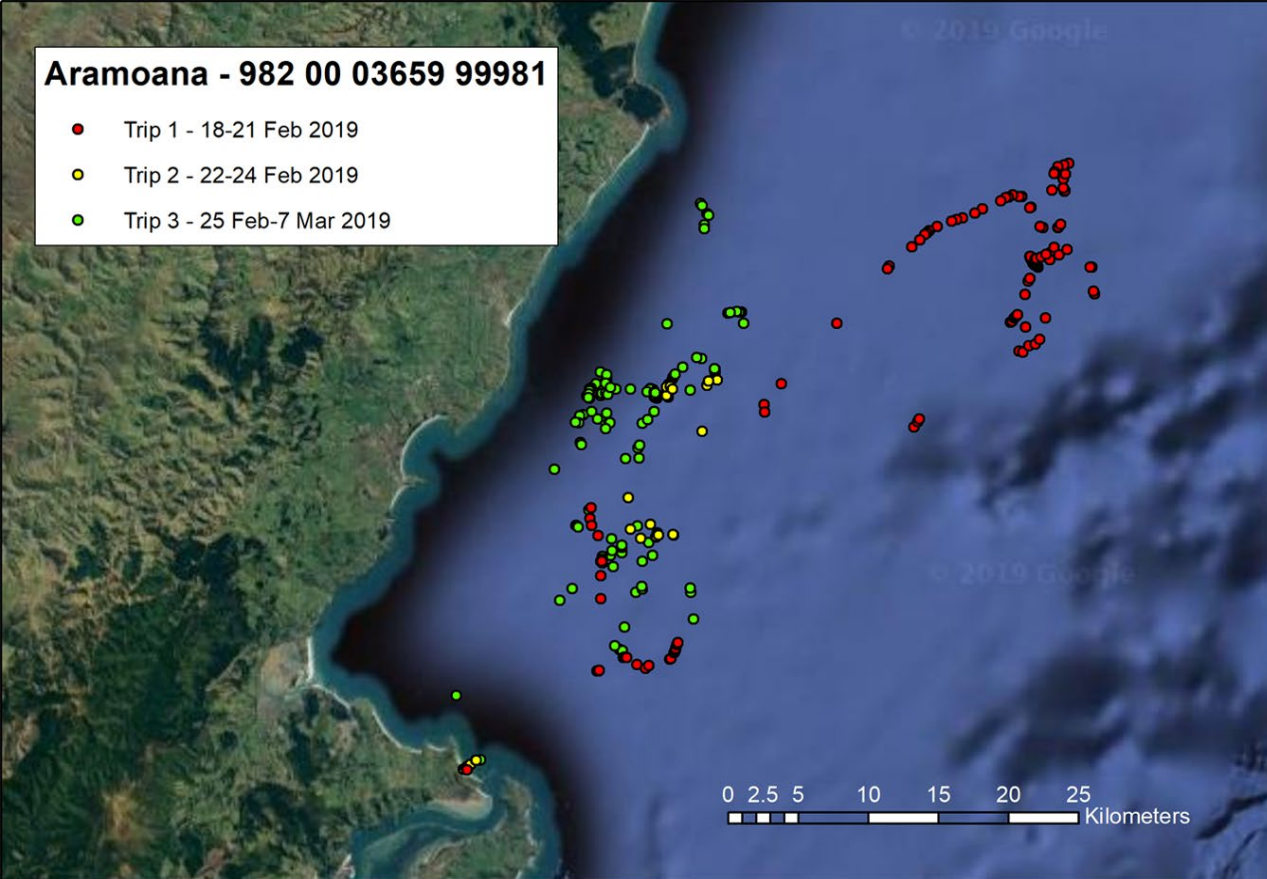 © 2019 Google
Aramoana - 982 00 03659 99981
Trip 1 - 18-21 Feb 2019
Trip 2 - 22-24 Feb 2019
Trip 3 - 25 Feb-7 Mar 2019
© 2019 Google
0 2.5 5 10 15 20 25
Kilometers